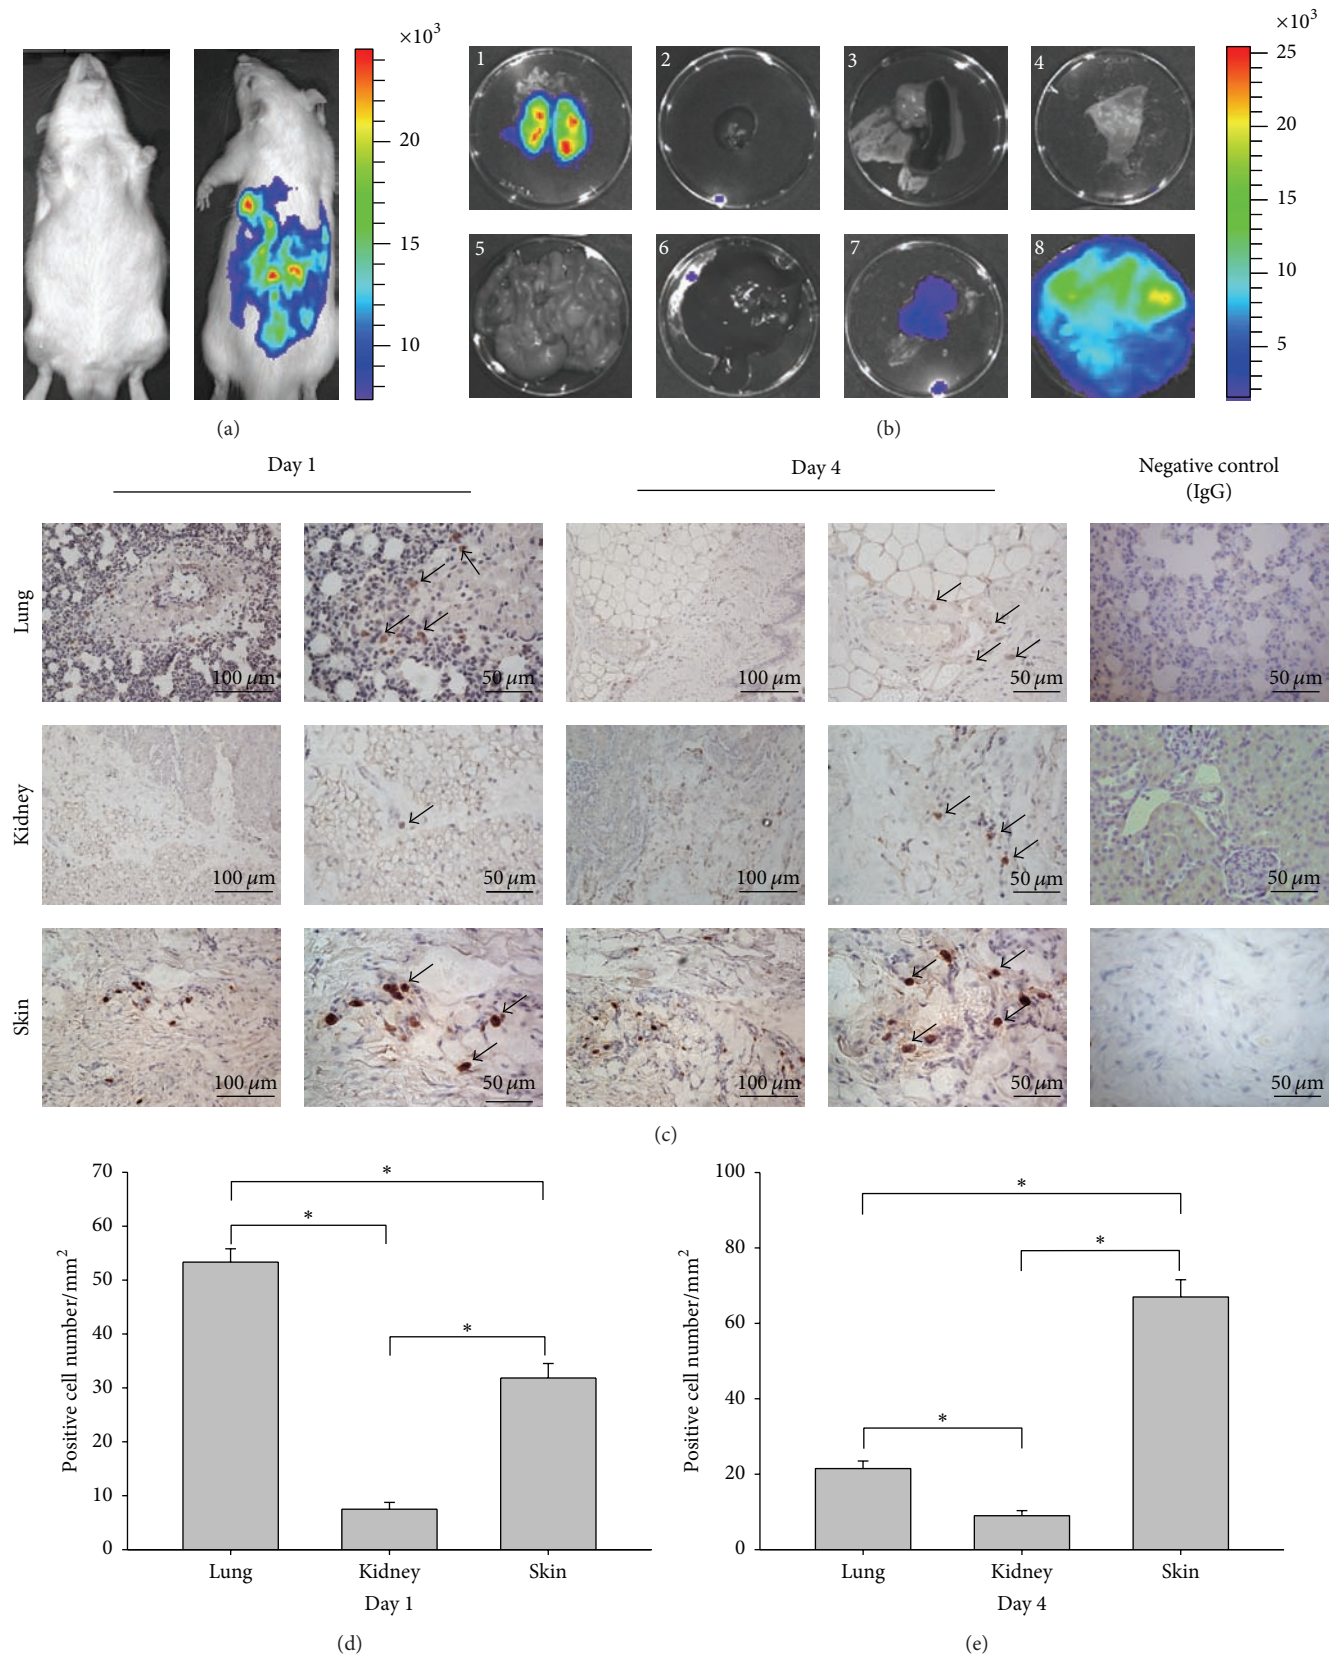 ×10³
20
15
10
(a)
1
2
3
4
5
6
7
8
×10³
25
20
15
10
5
(b)
Day 1
Day 4
Negative control
(IgG)
Lung
100 μm
50 μm
100 μm
50 μm
50 μm
Kidney
100 μm
50 μm
100 μm
50 μm
50 μm
Skin
100 μm
50 μm
100 μm
50 μm
50 μm
(c)
Positive cell number/mm²
70
60
50
40
30
20
10
0
*
*
*
Lung
Kidney
Skin
Day 1
(d)
Positive cell number/mm²
100
80
60
40
20
0
*
*
*
Lung
Kidney
Skin
Day 4
(e)